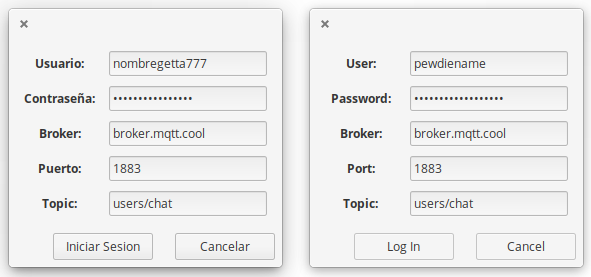 Usuario: nombregetta777
Contraseña: ••••••••••••••••
Broker: broker.mqtt.cool
Puerto: 1883
Topic: users/chat
Iniciar Sesion Cancelar
User: pewdiename
Password: ••••••••••••••••••
Broker: broker.mqtt.cool
Port: 1883
Topic: users/chat
Log In Cancel